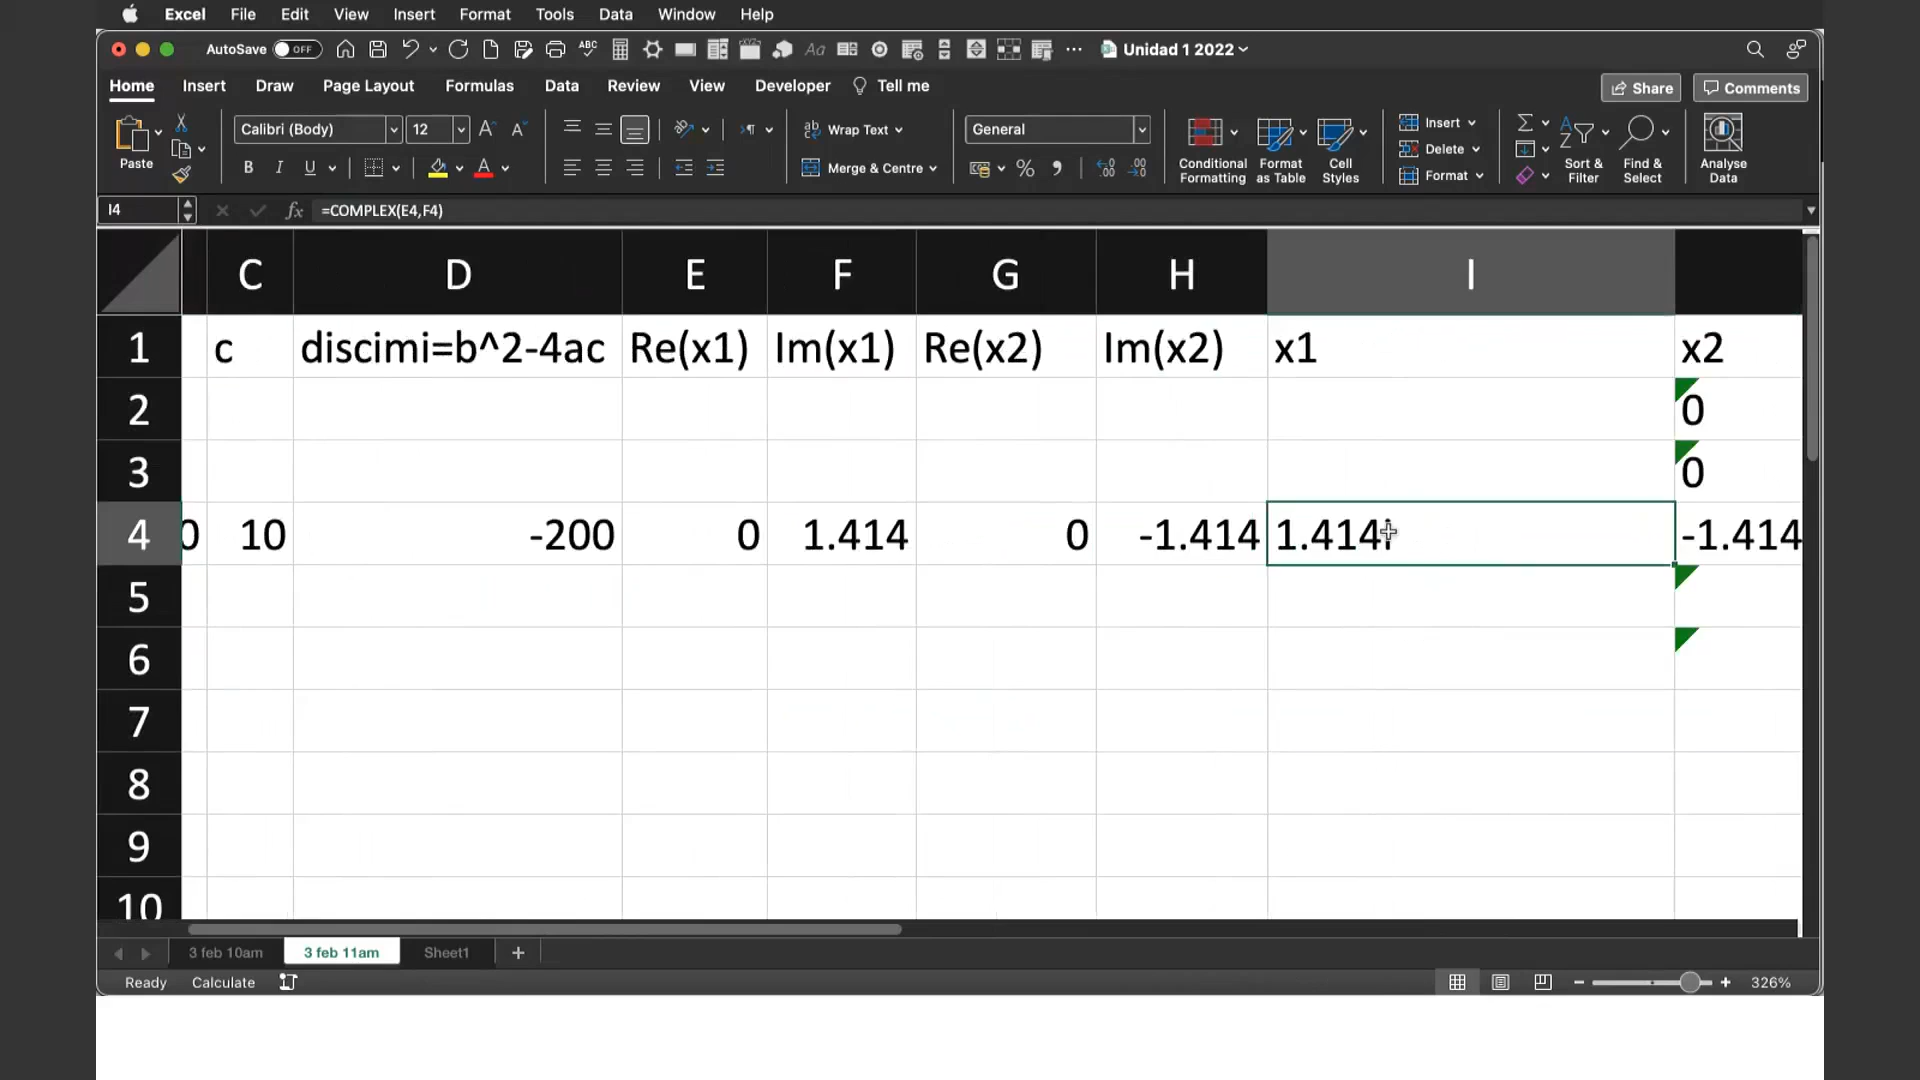 Excel File Edit View Insert Format Tools Data Window Help
AutoSave OFF ABC Aa ... Unidad 1 2022
Home Insert Draw Page Layout Formulas Data Review View Developer Tell me Share Comments
Paste Calibri (Body) 12 A A ab Wrap Text General Conditional Formatting Format as Table Cell Styles Insert Delete Format Sort & Filter Find & Select Analyse Data
B I U A Merge & Centre % 
I4 fx =COMPLEX(E4,F4)
C D E F G H I
1 c discimi=b^2-4ac Re(x1) Im(x1) Re(x2) Im(x2) x1 x2
2 0
3 0
4 0 10 -200 0 1.414 0 -1.414 1.414i -1.414
5
6
7
8
9
10
3 feb 10am 3 feb 11am Sheet1 +
Ready Calculate − + 326%